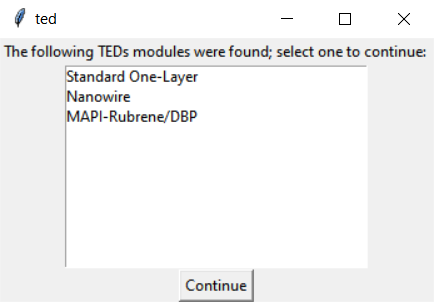 ted
The following TEDs modules were found; select one to continue:
Standard One-Layer
Nanowire
MAPI-Rubrene/DBP
Continue